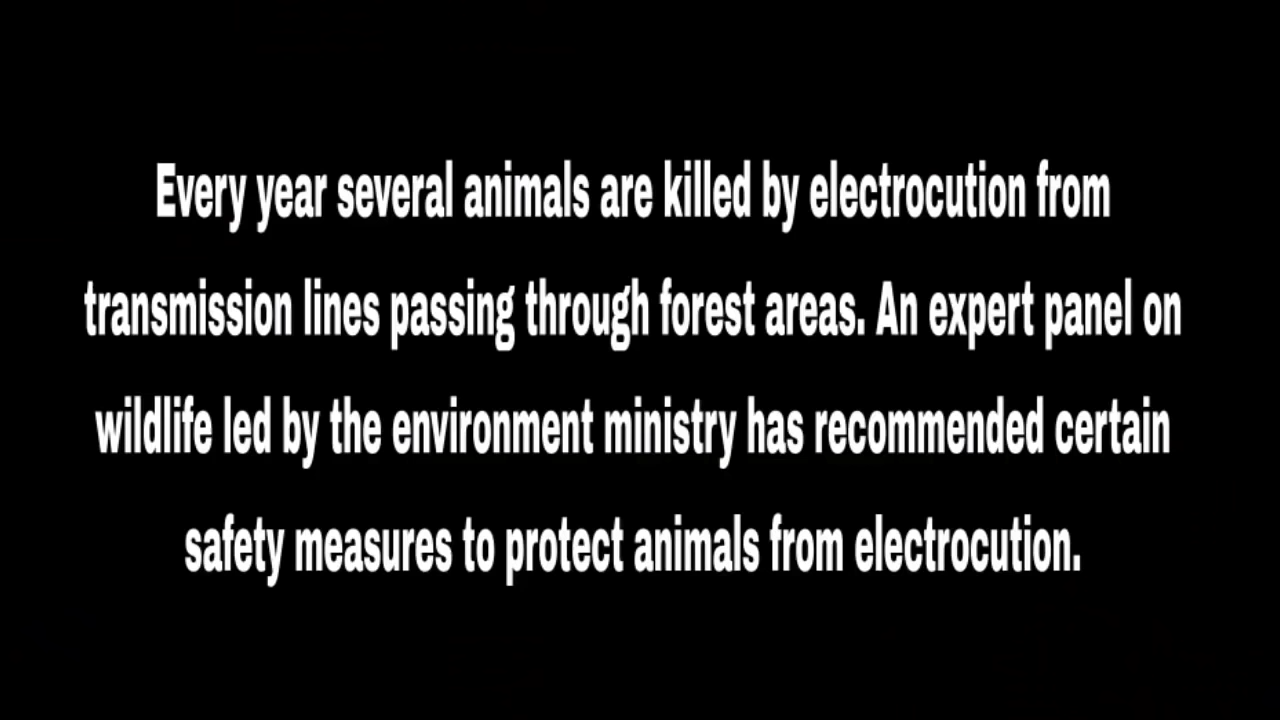 Every year several animals are killed by electrocution from
transmission lines passing through forest areas. An expert panel on
wildlife led by the environment ministry has recommended certain
safety measures to protect animals from electrocution.